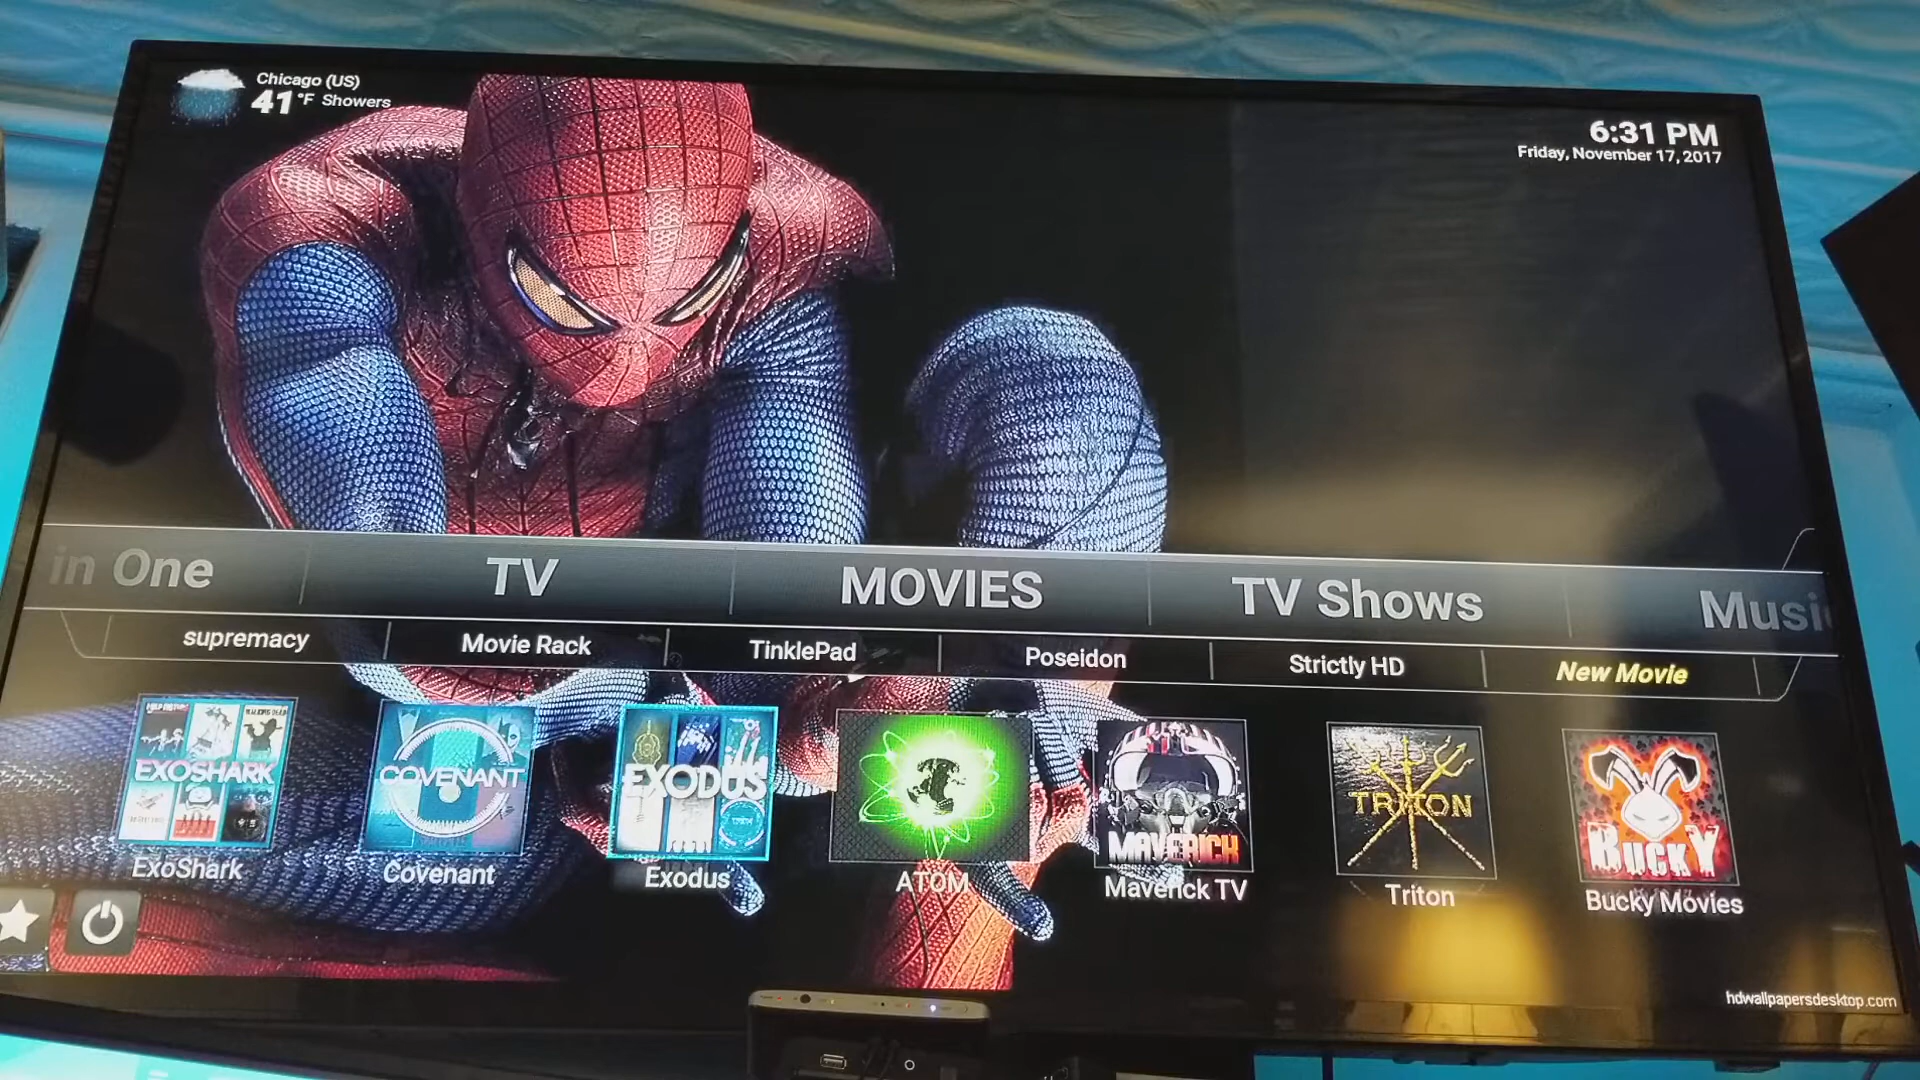 Chicago (US)
41°F Showers
6:31 PM
Friday, November 17, 2017
in One
TV
MOVIES
TV Shows
Musi
supremacy
Movie Rack
TinklePad
Poseidon
Strictly HD
New Movie
EXOSHARK
COVENANT
EXODUS
MAVERICK
TRITON
BUCKY
ExoShark
Covenant
Exodus
ATOM
Maverick TV
Triton
Bucky Movies
hdwallpapersdesktop.com